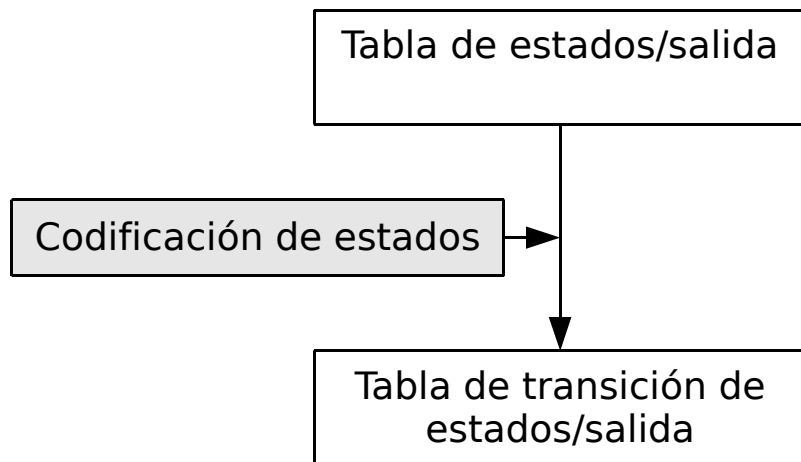 Tabla de estados/salida
Codificación de estados
Tabla de transición de
estados/salida